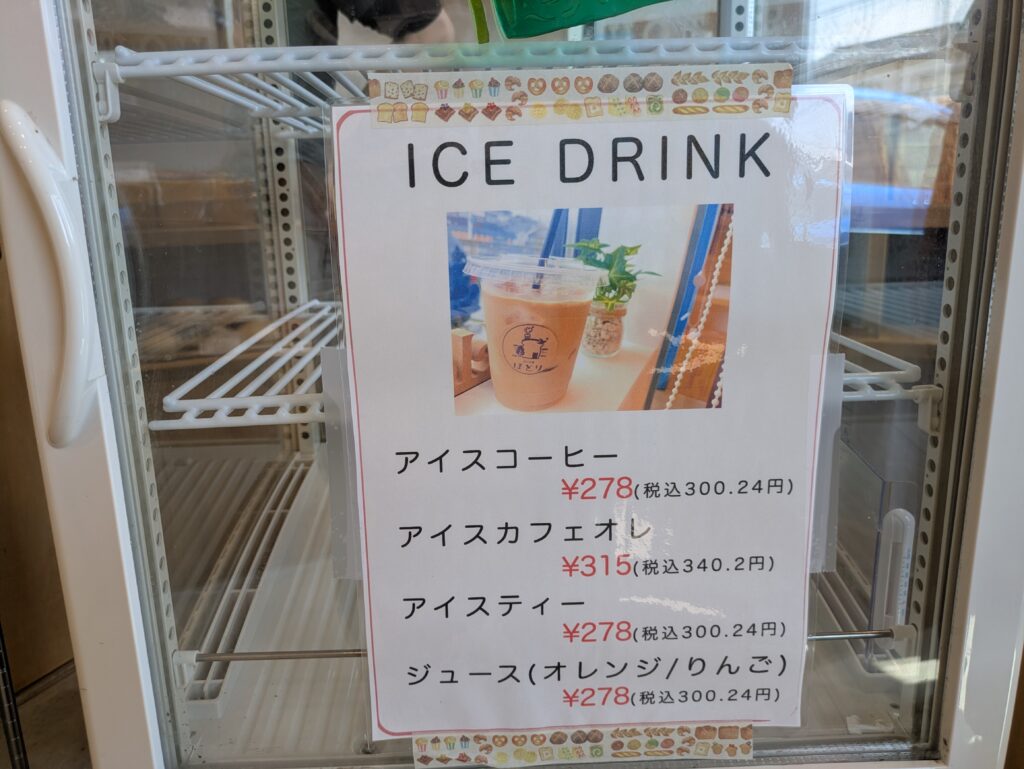 ICE DRINK
ほとり
アイスコーヒー
¥278(税込300.24円)
アイスカフェオレ
¥315(税込340.2円)
アイスティー
¥278(税込300.24円)
ジュース(オレンジ/りんご)
¥278(税込300.24円)